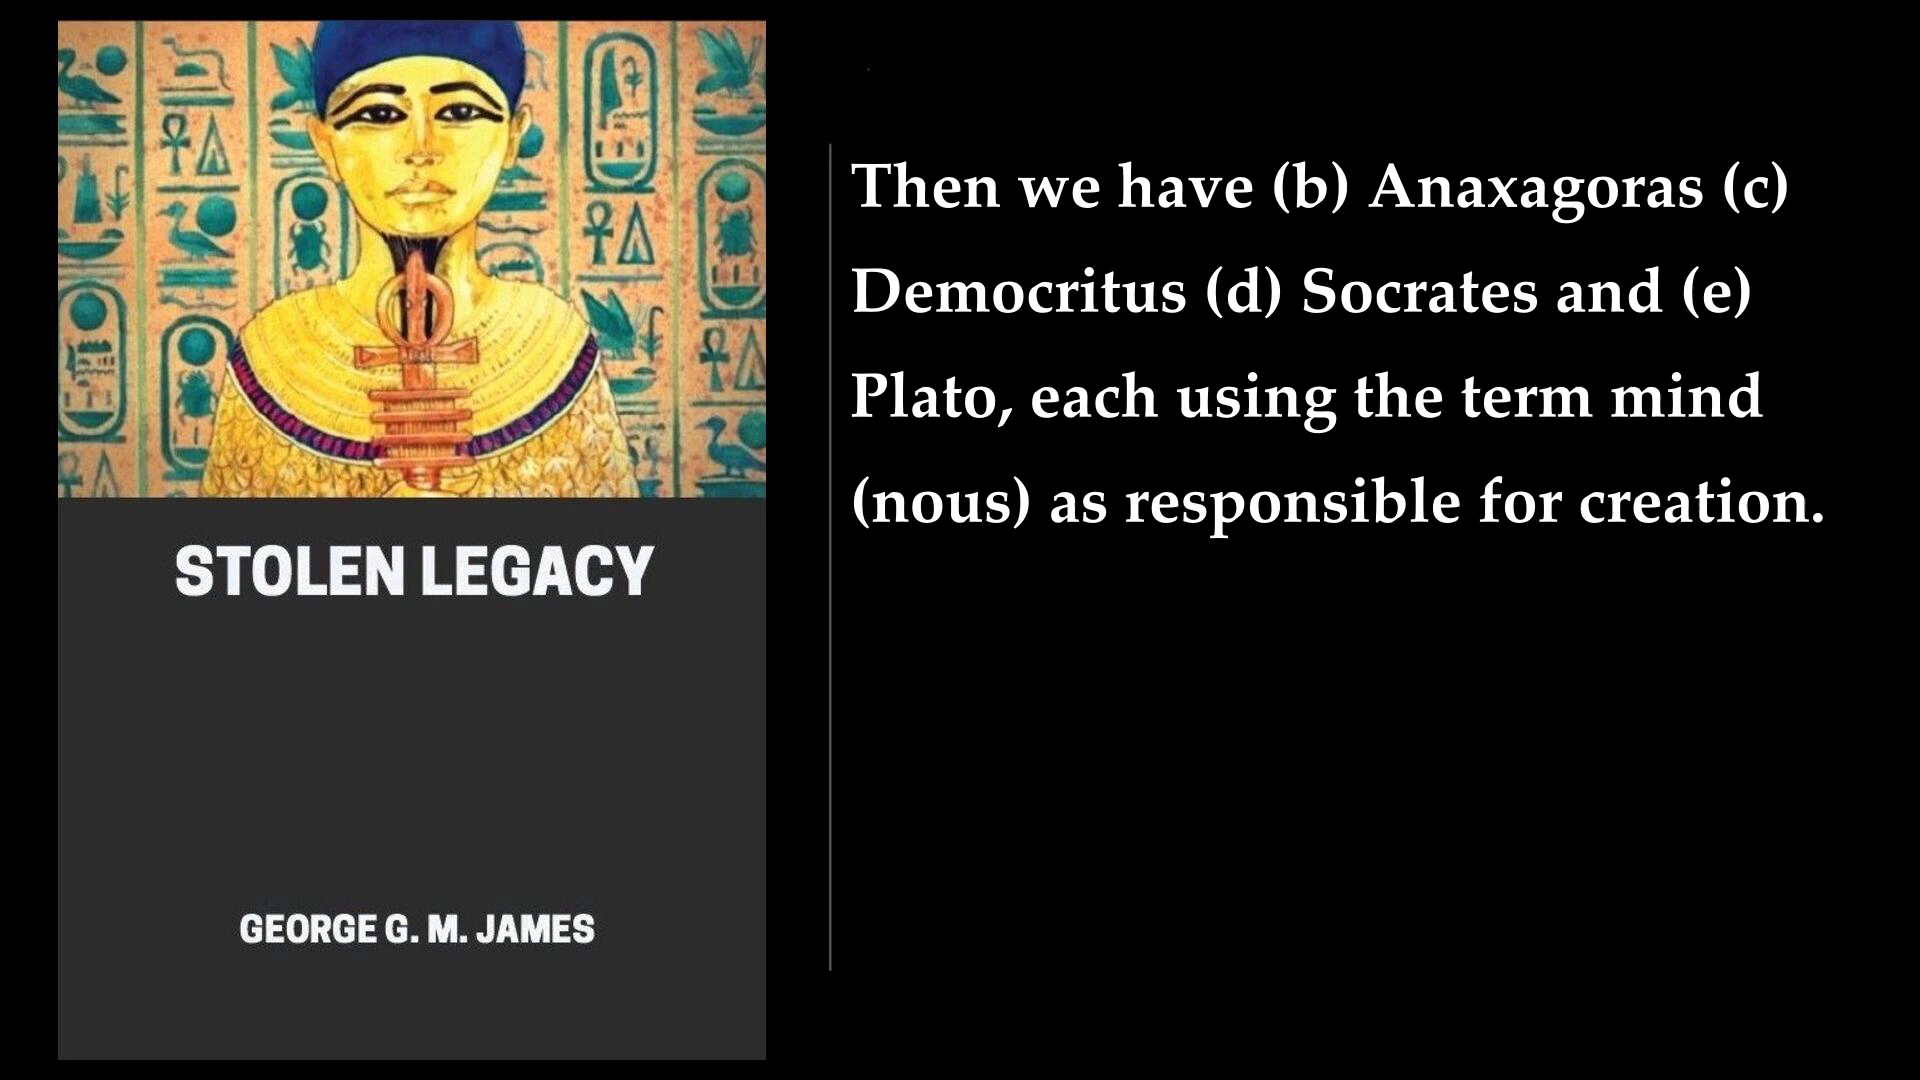 STOLEN LEGACY
GEORGE G. M. JAMES
Then we have (b) Anaxagoras (c)
Democritus (d) Socrates and (e)
Plato, each using the term mind
(nous) as responsible for creation.